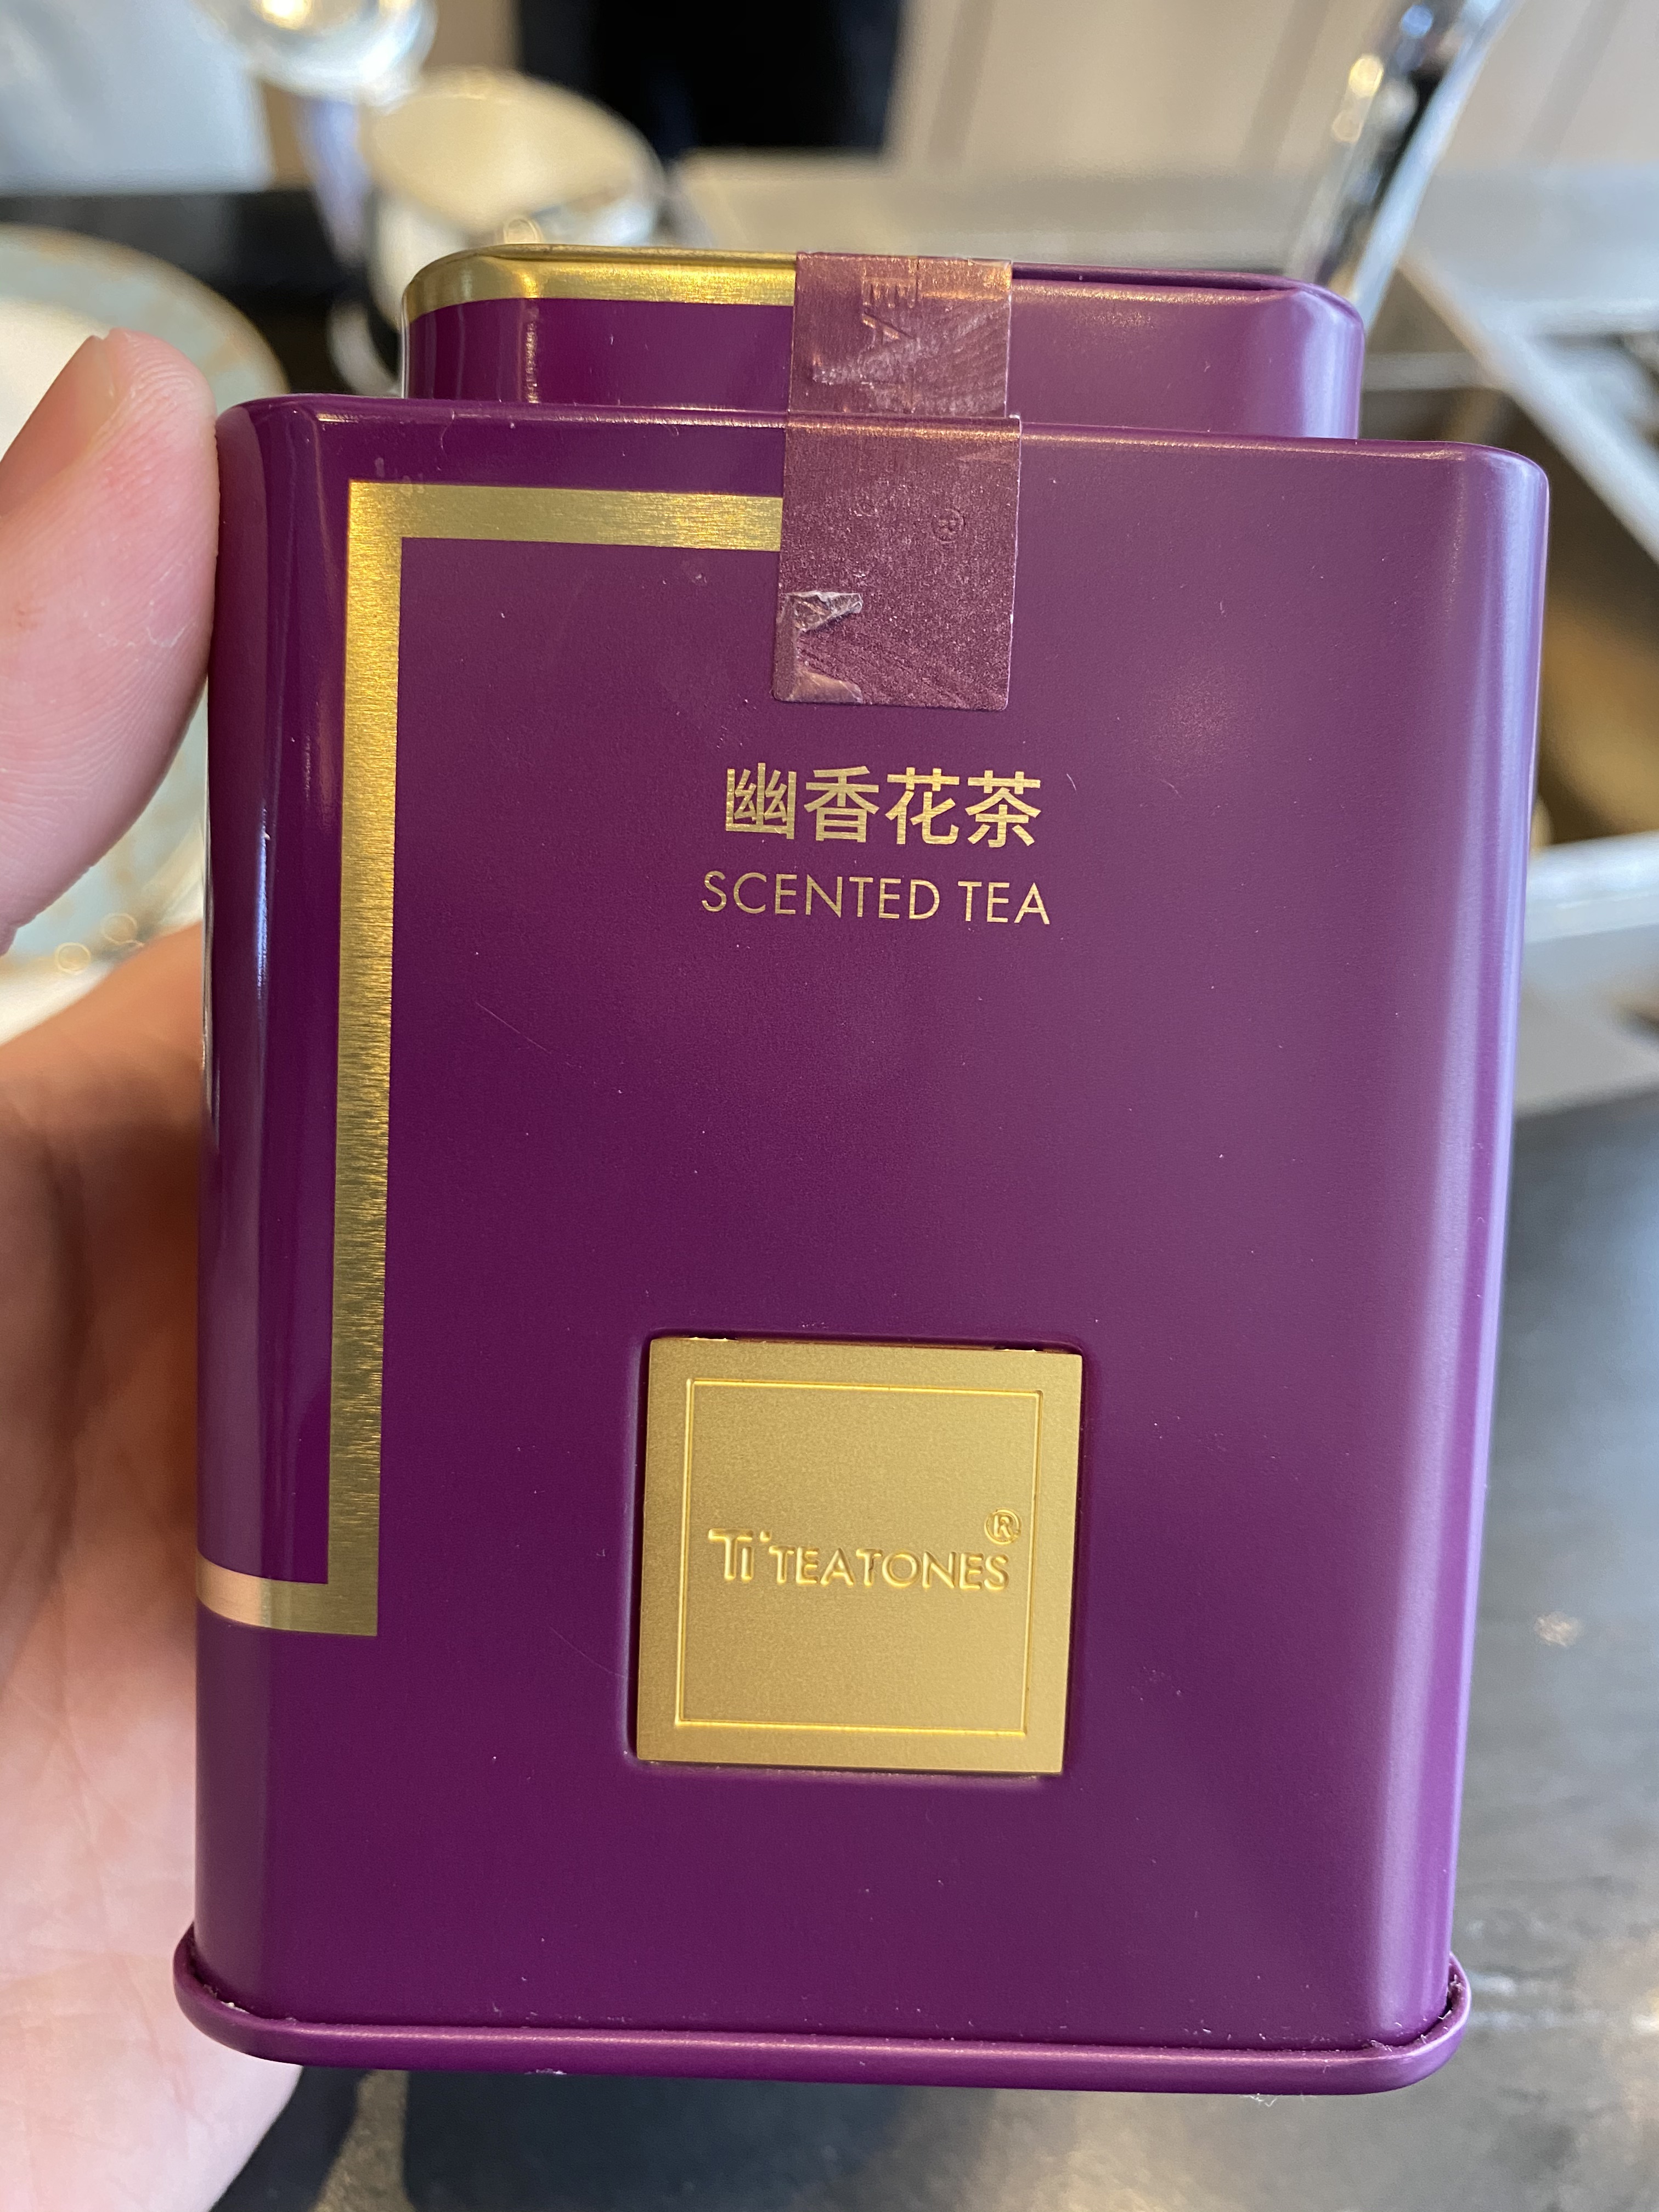 幽香花茶
SCENTED TEA
Ti TEATONES®